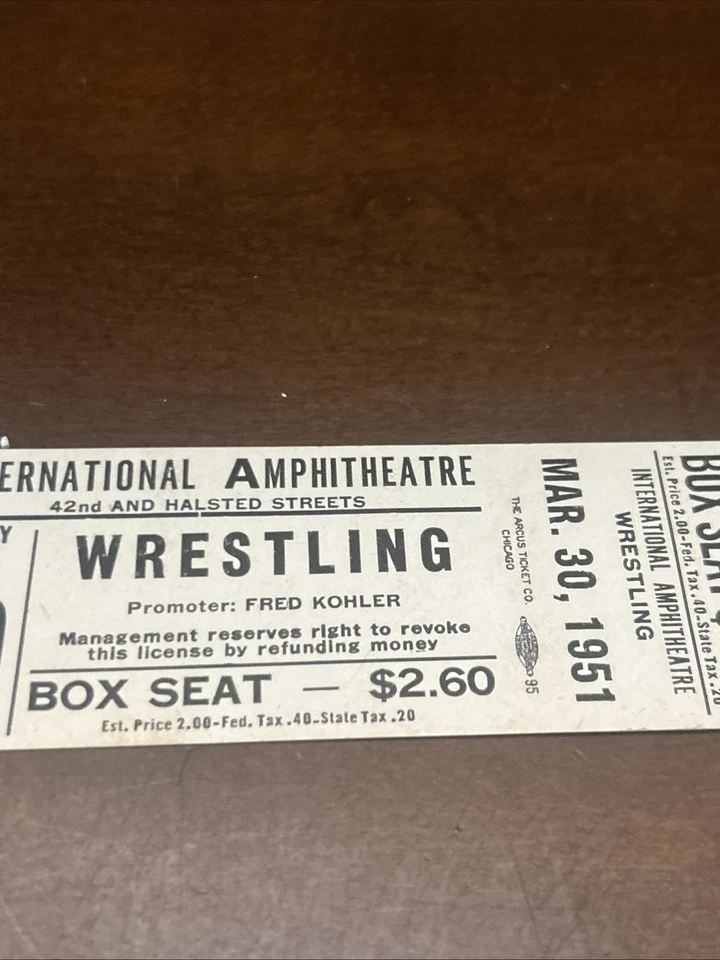 ERNATIONAL AMPHITHEATRE
42nd AND HALSTED STREETS
Y
WRESTLING
Promoter: FRED KOHLER
Management reserves right to revoke
this license by refunding money
BOX SEAT — $2.60
Est. Price 2.00-Fed. Tax .40-State Tax .20
THE ARCUS TICKET CO.
CHICAGO
95
MAR. 30, 1951
WRESTLING
INTERNATIONAL AMPHITHEATRE
Est. Price 2.00-Fed. Tax .40-State Tax .20
BOX SEAT